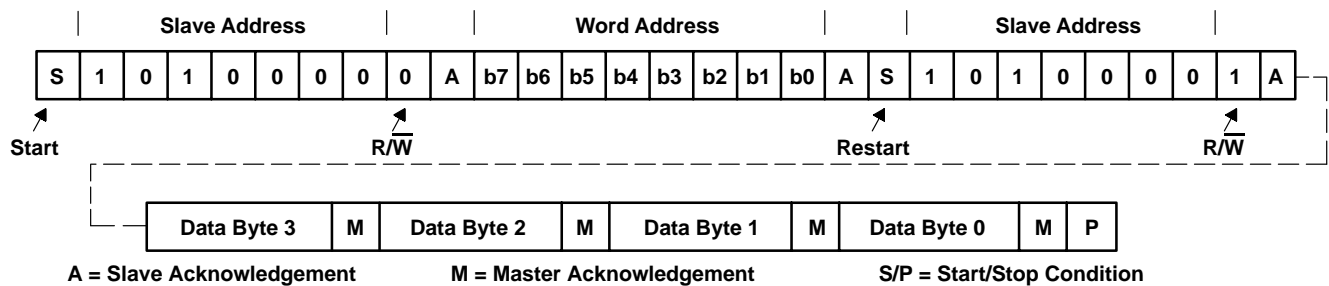 Slave Address Word Address Slave Address
S 1 0 1 0 0 0 0 0 A b7 b6 b5 b4 b3 b2 b1 b0 A S 1 0 1 0 0 0 0 1 A
Start R/W̅ Restart R/W̅
Data Byte 3 M Data Byte 2 M Data Byte 1 M Data Byte 0 M P
A = Slave Acknowledgement M = Master Acknowledgement S/P = Start/Stop Condition